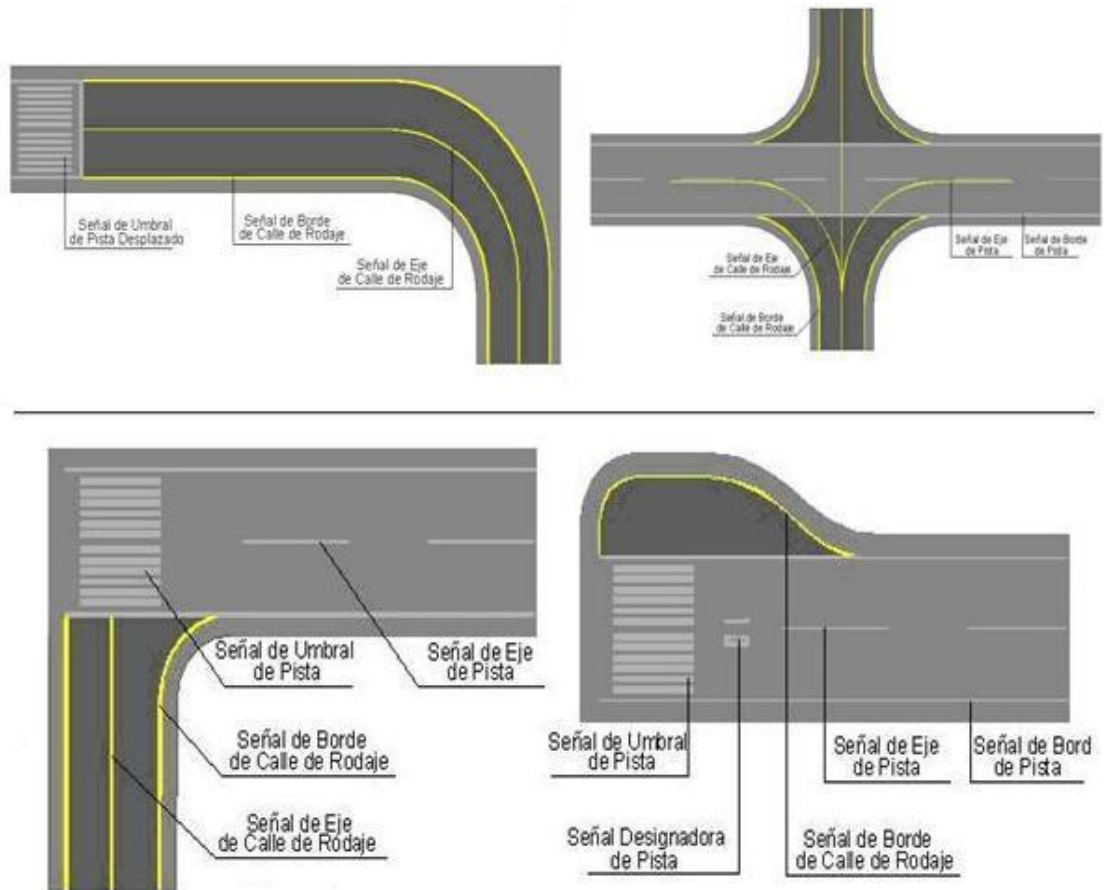 Señal de Umbral
de Pista Desplazado
Señal de Borde
de Calle de Rodaje
Señal de Eje
de Calle de Rodaje
Señal de Eje
de Calle de Rodaje
Señal de Eje
de Pista
Señal de Borde
de Pista
Señal de Borde
de Calle de Rodaje
Señal de Umbral
de Pista
Señal de Eje
de Pista
Señal de Borde
de Calle de Rodaje
Señal de Eje
de Calle de Rodaje
Señal de Umbral
de Pista
Señal de Eje
de Pista
Señal de Bord
de Pista
Señal Designadora
de Pista
Señal de Borde
de Calle de Rodaje